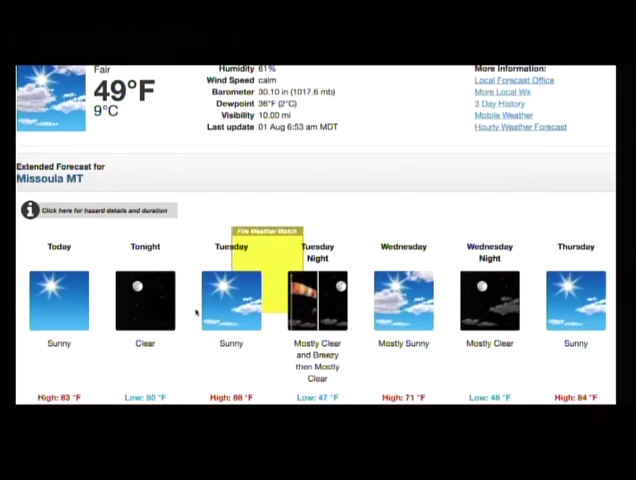 Fair
49°F
9°C
Humidity 61%
Wind Speed calm
Barometer 30.10 in (1017.6 mb)
Dewpoint 36°F (2°C)
Visibility 10.00 mi
Last update 01 Aug 6:53 am MDT
More Information:
Local Forecast Office
More Local Wx
3 Day History
Mobile Weather
Hourly Weather Forecast
Extended Forecast for
Missoula MT
Click here for hazard details and duration
Fire Weather Watch
Today
Tonight
Tuesday
Tuesday
Night
Wednesday
Wednesday
Night
Thursday
Sunny
Clear
Sunny
Mostly Clear
and Breezy
then Mostly
Clear
Mostly Sunny
Mostly Clear
Sunny
High: 83 °F
Low: 50 °F
High: 88 °F
Low: 47 °F
High: 71 °F
Low: 46 °F
High: 84 °F